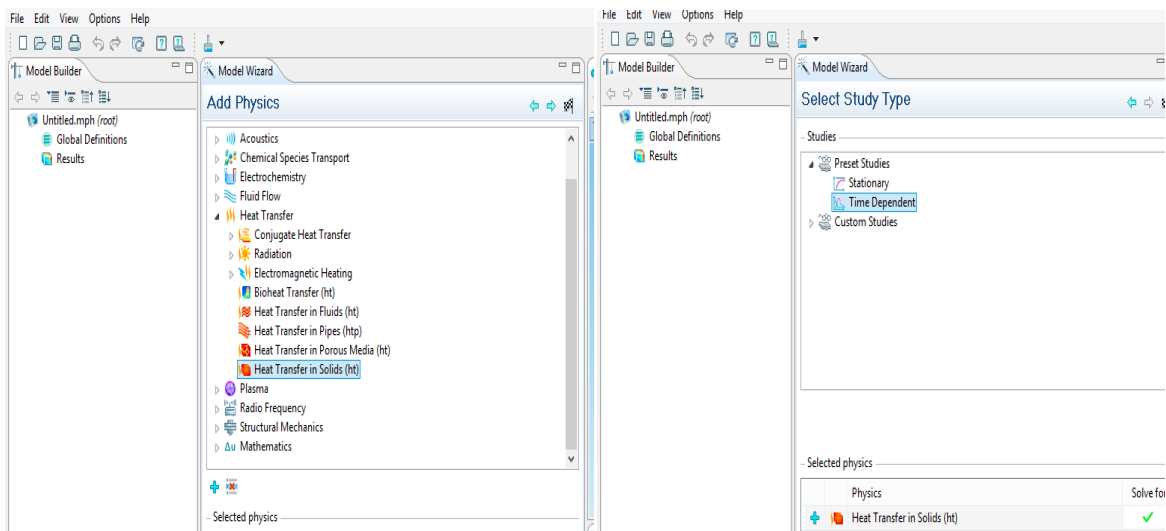 File Edit View Options Help
Model Builder
Untitled.mph (root)
Global Definitions
Results
Model Wizard
Add Physics
Acoustics
Chemical Species Transport
Electrochemistry
Fluid Flow
Heat Transfer
Conjugate Heat Transfer
Radiation
Electromagnetic Heating
Bioheat Transfer (ht)
Heat Transfer in Fluids (ht)
Heat Transfer in Pipes (htp)
Heat Transfer in Porous Media (ht)
Heat Transfer in Solids (ht)
Plasma
Radio Frequency
Structural Mechanics
Δu Mathematics
Selected physics
File Edit View Options Help
Model Builder
Untitled.mph (root)
Global Definitions
Results
Model Wizard
Select Study Type
Studies
Preset Studies
Stationary
Time Dependent
Custom Studies
Selected physics
Physics Solve for
Heat Transfer in Solids (ht)